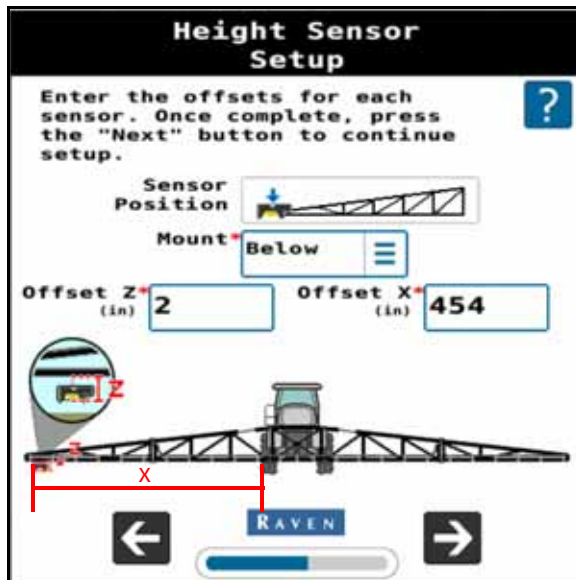 Height Sensor
Setup
Enter the offsets for each
sensor. Once complete, press
the "Next" button to continue
setup.
?
Sensor
Position
Mount*
Below
Offset Z*
(in)
2
Offset X*
(in)
454
Z
Z
X
RAVEN